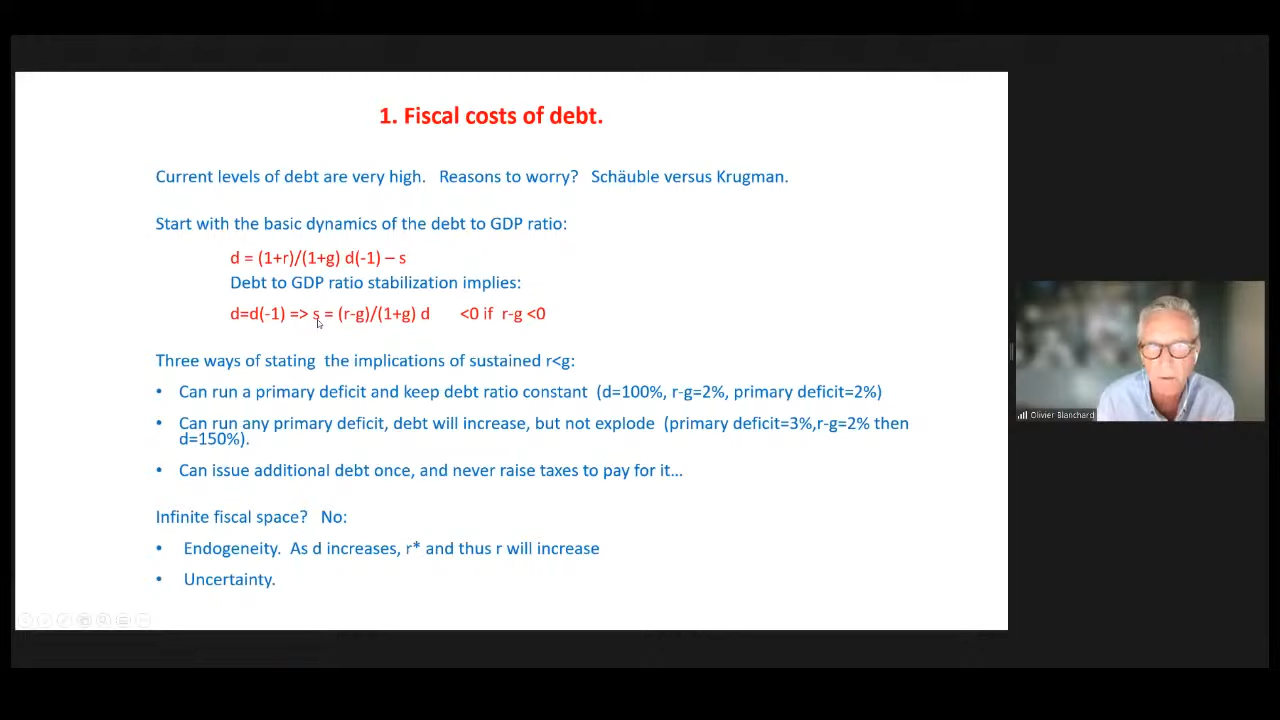 1. Fiscal costs of debt.
Current levels of debt are very high. Reasons to worry? Schäuble versus Krugman.
Start with the basic dynamics of the debt to GDP ratio:
d = (1+r)/(1+g) d(-1) – s
Debt to GDP ratio stabilization implies:
d=d(-1) => s = (r-g)/(1+g) d <0 if r-g <0
Three ways of stating the implications of sustained r<g:
• Can run a primary deficit and keep debt ratio constant (d=100%, r-g=2%, primary deficit=2%)
• Can run any primary deficit, debt will increase, but not explode (primary deficit=3%,r-g=2% then
d=150%).
• Can issue additional debt once, and never raise taxes to pay for it...
Infinite fiscal space? No:
• Endogeneity. As d increases, r* and thus r will increase
• Uncertainty.
Olivier Blanchard